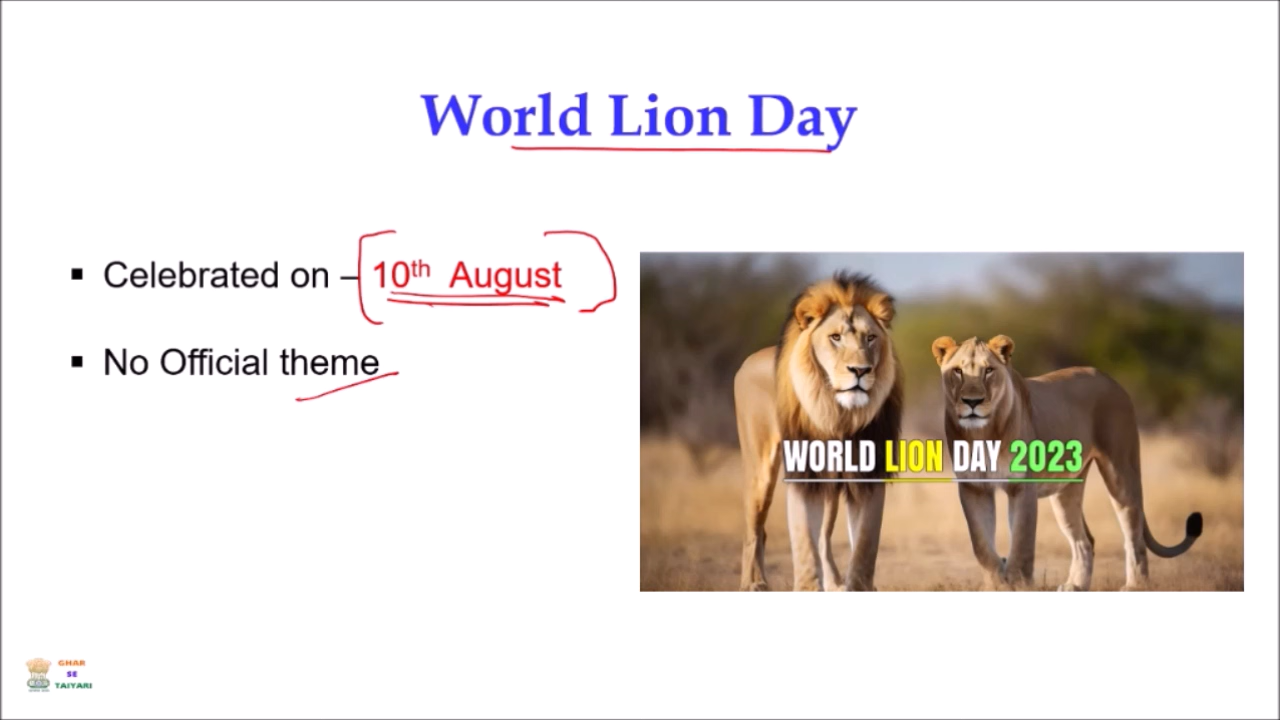 World Lion Day
▪ Celebrated on – 10th August
▪ No Official theme
WORLD LION DAY 2023
GHAR
SE
TAIYARI